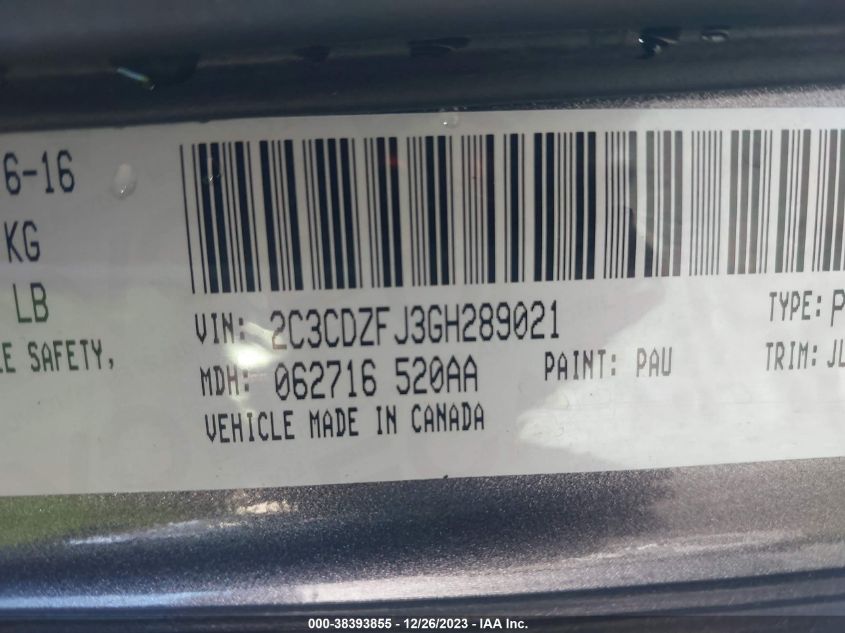 6-16
KG
LB
E SAFETY,
VIN: 2C3CDZFJ3GH289021
TYPE: P
MDH: 062716 520AA
PAINT: PAU
TRIM: JL
VEHICLE MADE IN CANADA
000-38393855 - 12/26/2023 - IAA Inc.